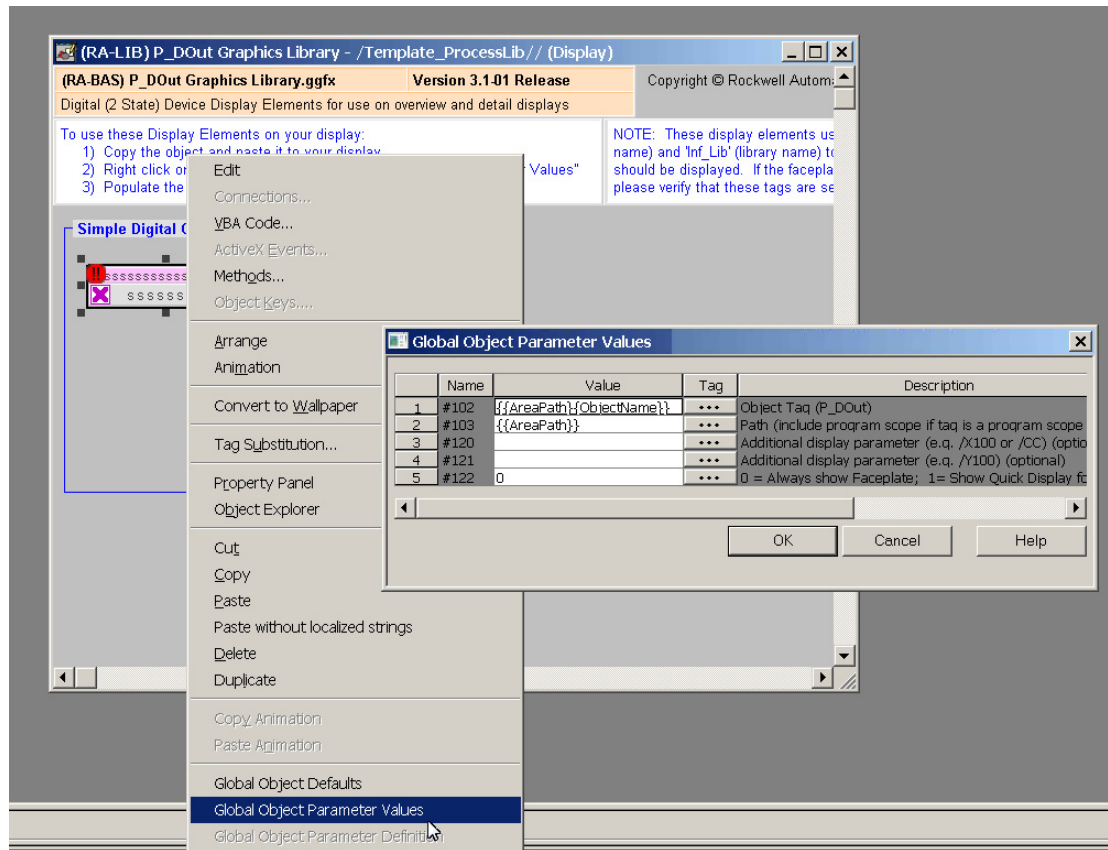 (RA-LIB) P_DOut Graphics Library - /Template_ProcessLib// (Display)
(RA-BAS) P_DOut Graphics Library.ggfx Version 3.1-01 Release Copyright © Rockwell Autom
Digital (2 State) Device Display Elements for use on overview and detail displays
To use these Display Elements on your display:
1) Copy the object and paste it to your display
2) Right click or
Values"
3) Populate the
NOTE: These display elements us
name) and 'Inf_Lib' (library name) to
should be displayed. If the facepla
please verify that these tags are se
Simple Digital
!!
sssssssssss
ssssss
Edit
Connections...
VBA Code...
ActiveX Events...
Methods...
Object Keys....
Arrange
Animation
Convert to Wallpaper
Tag Substitution...
Property Panel
Object Explorer
Cut
Copy
Paste
Paste without localized strings
Delete
Duplicate
Copy Animation
Paste Animation
Global Object Defaults
Global Object Parameter Values
Global Object Parameter Definition
Global Object Parameter Values
Name Value Tag Description
1 #102 {{AreaPath}{ObjectName}} ••• Object Tag (P_DOut)
2 #103 {{AreaPath}} ••• Path (include program scope if tag is a program scope
3 #120 ••• Additional display parameter (e.g. /X100 or /CC) (optio
4 #121 ••• Additional display parameter (e.g. /Y100) (optional)
5 #122 0 ••• 0 = Always show Faceplate; 1= Show Quick Display fo
OK Cancel Help